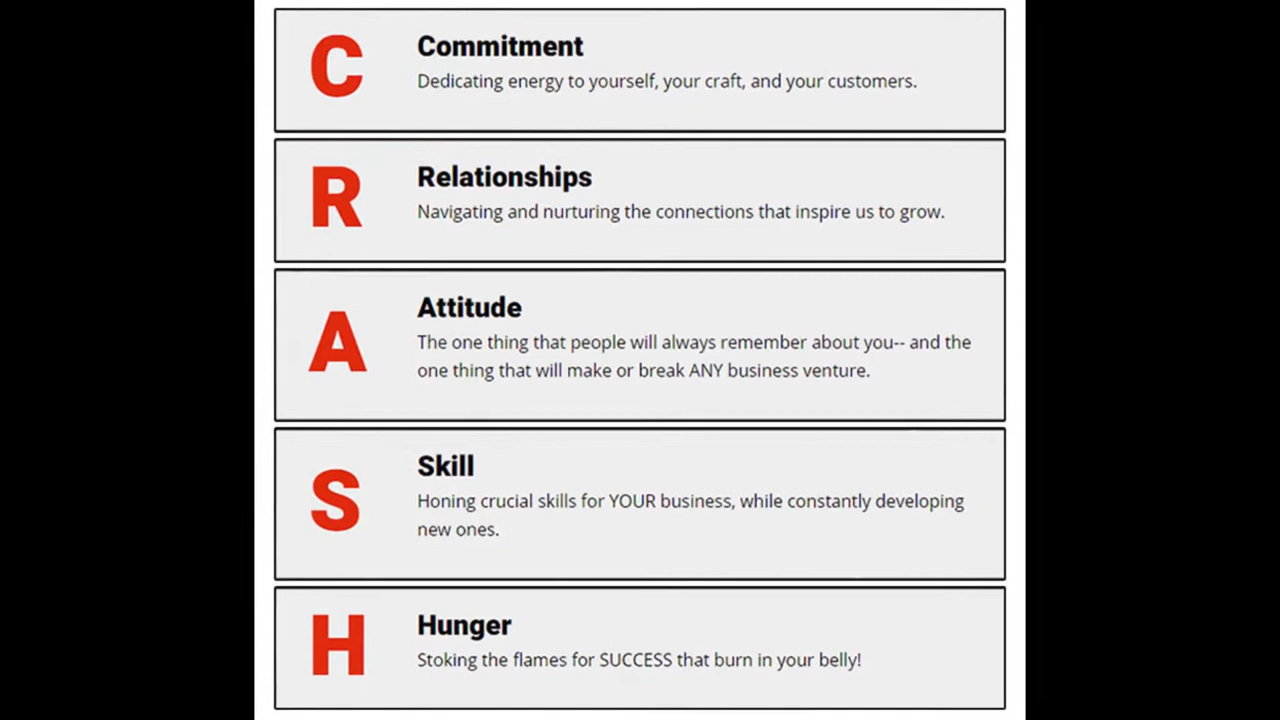 C
Commitment
Dedicating energy to yourself, your craft, and your customers.
R
Relationships
Navigating and nurturing the connections that inspire us to grow.
A
Attitude
The one thing that people will always remember about you-- and the
one thing that will make or break ANY business venture.
S
Skill
Honing crucial skills for YOUR business, while constantly developing
new ones.
H
Hunger
Stoking the flames for SUCCESS that burn in your belly!